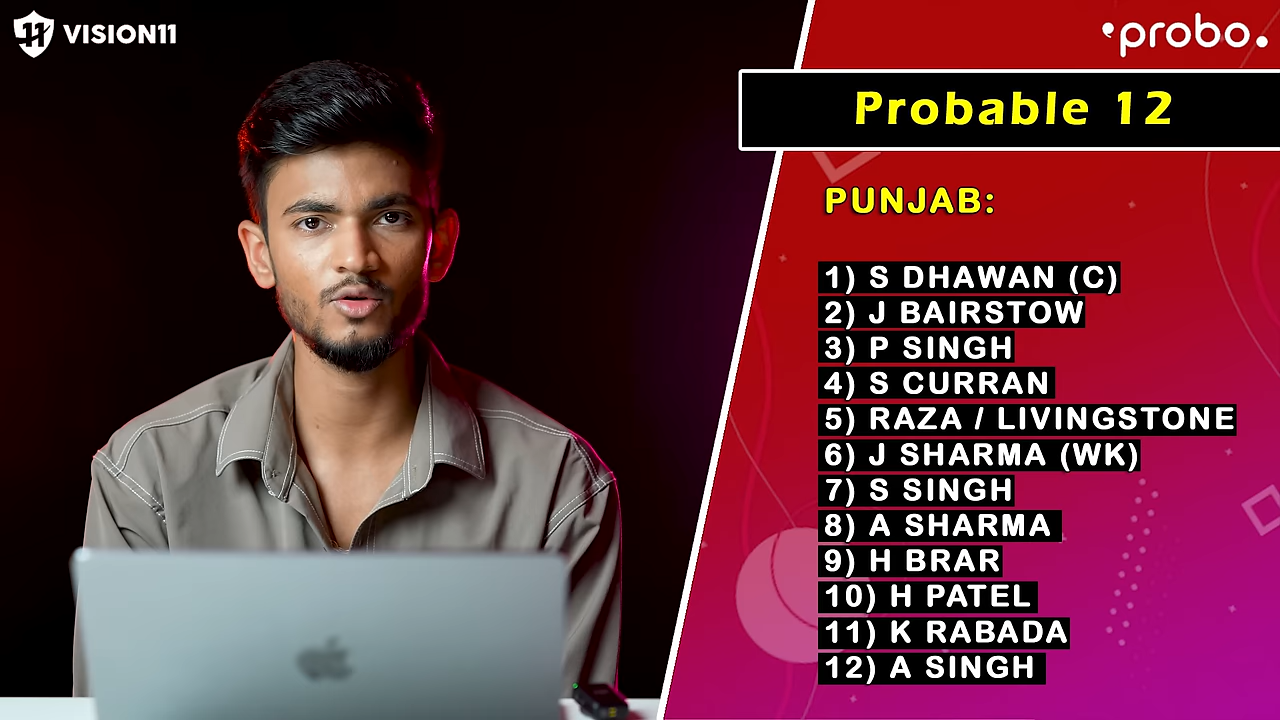 VISION11
probo.
Probable 12
PUNJAB:
1) S DHAWAN (C)
2) J BAIRSTOW
3) P SINGH
4) S CURRAN
5) RAZA / LIVINGSTONE
6) J SHARMA (WK)
7) S SINGH
8) A SHARMA
9) H BRAR
10) H PATEL
11) K RABADA
12) A SINGH